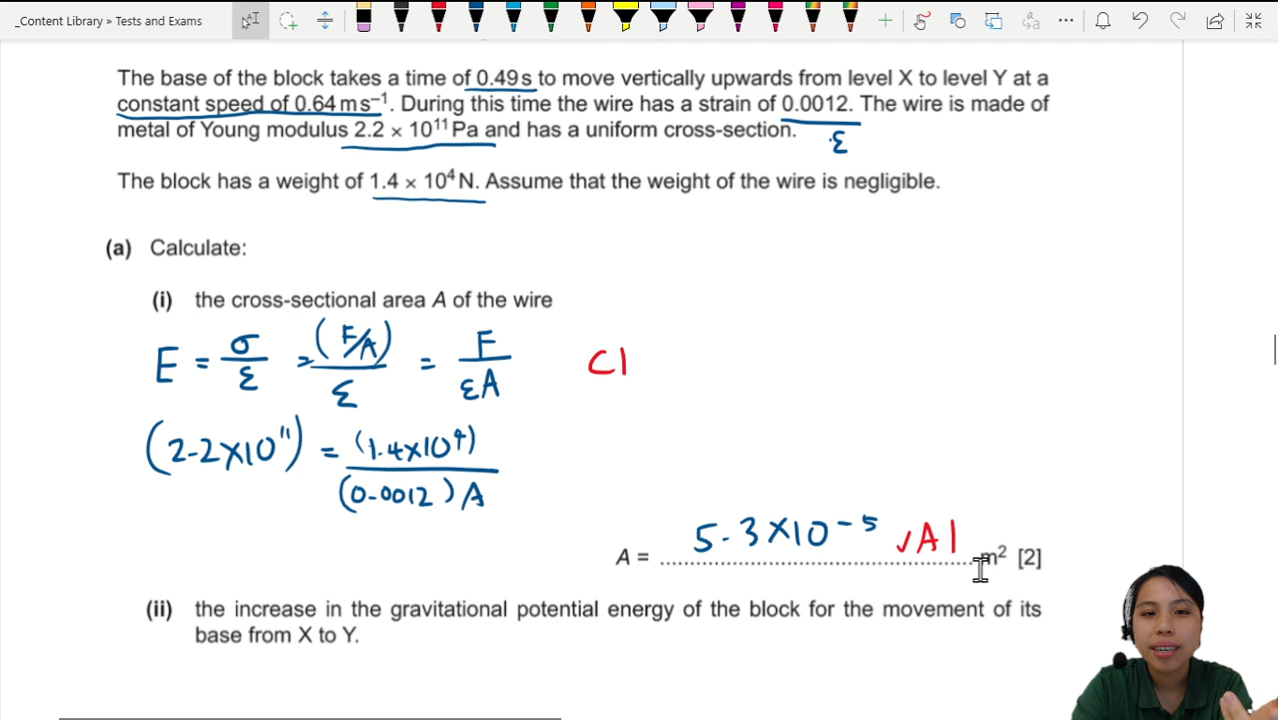 _Content Library » Tests and Exams
The base of the block takes a time of 0.49 s to move vertically upwards from level X to level Y at a
constant speed of 0.64 m s⁻¹. During this time the wire has a strain of 0.0012. The wire is made of
metal of Young modulus 2.2 × 10¹¹ Pa and has a uniform cross-section.
ε
The block has a weight of 1.4 × 10⁴ N. Assume that the weight of the wire is negligible.
(a) Calculate:
(i) the cross-sectional area A of the wire
E = σ/ε = (F/A)/ε = F/εA C1
(2.2×10¹¹) = (1.4×10⁴)/(0.0012)A
A = 5.3×10⁻⁵ ✓A1 m² [2]
(ii) the increase in the gravitational potential energy of the block for the movement of its
base from X to Y.